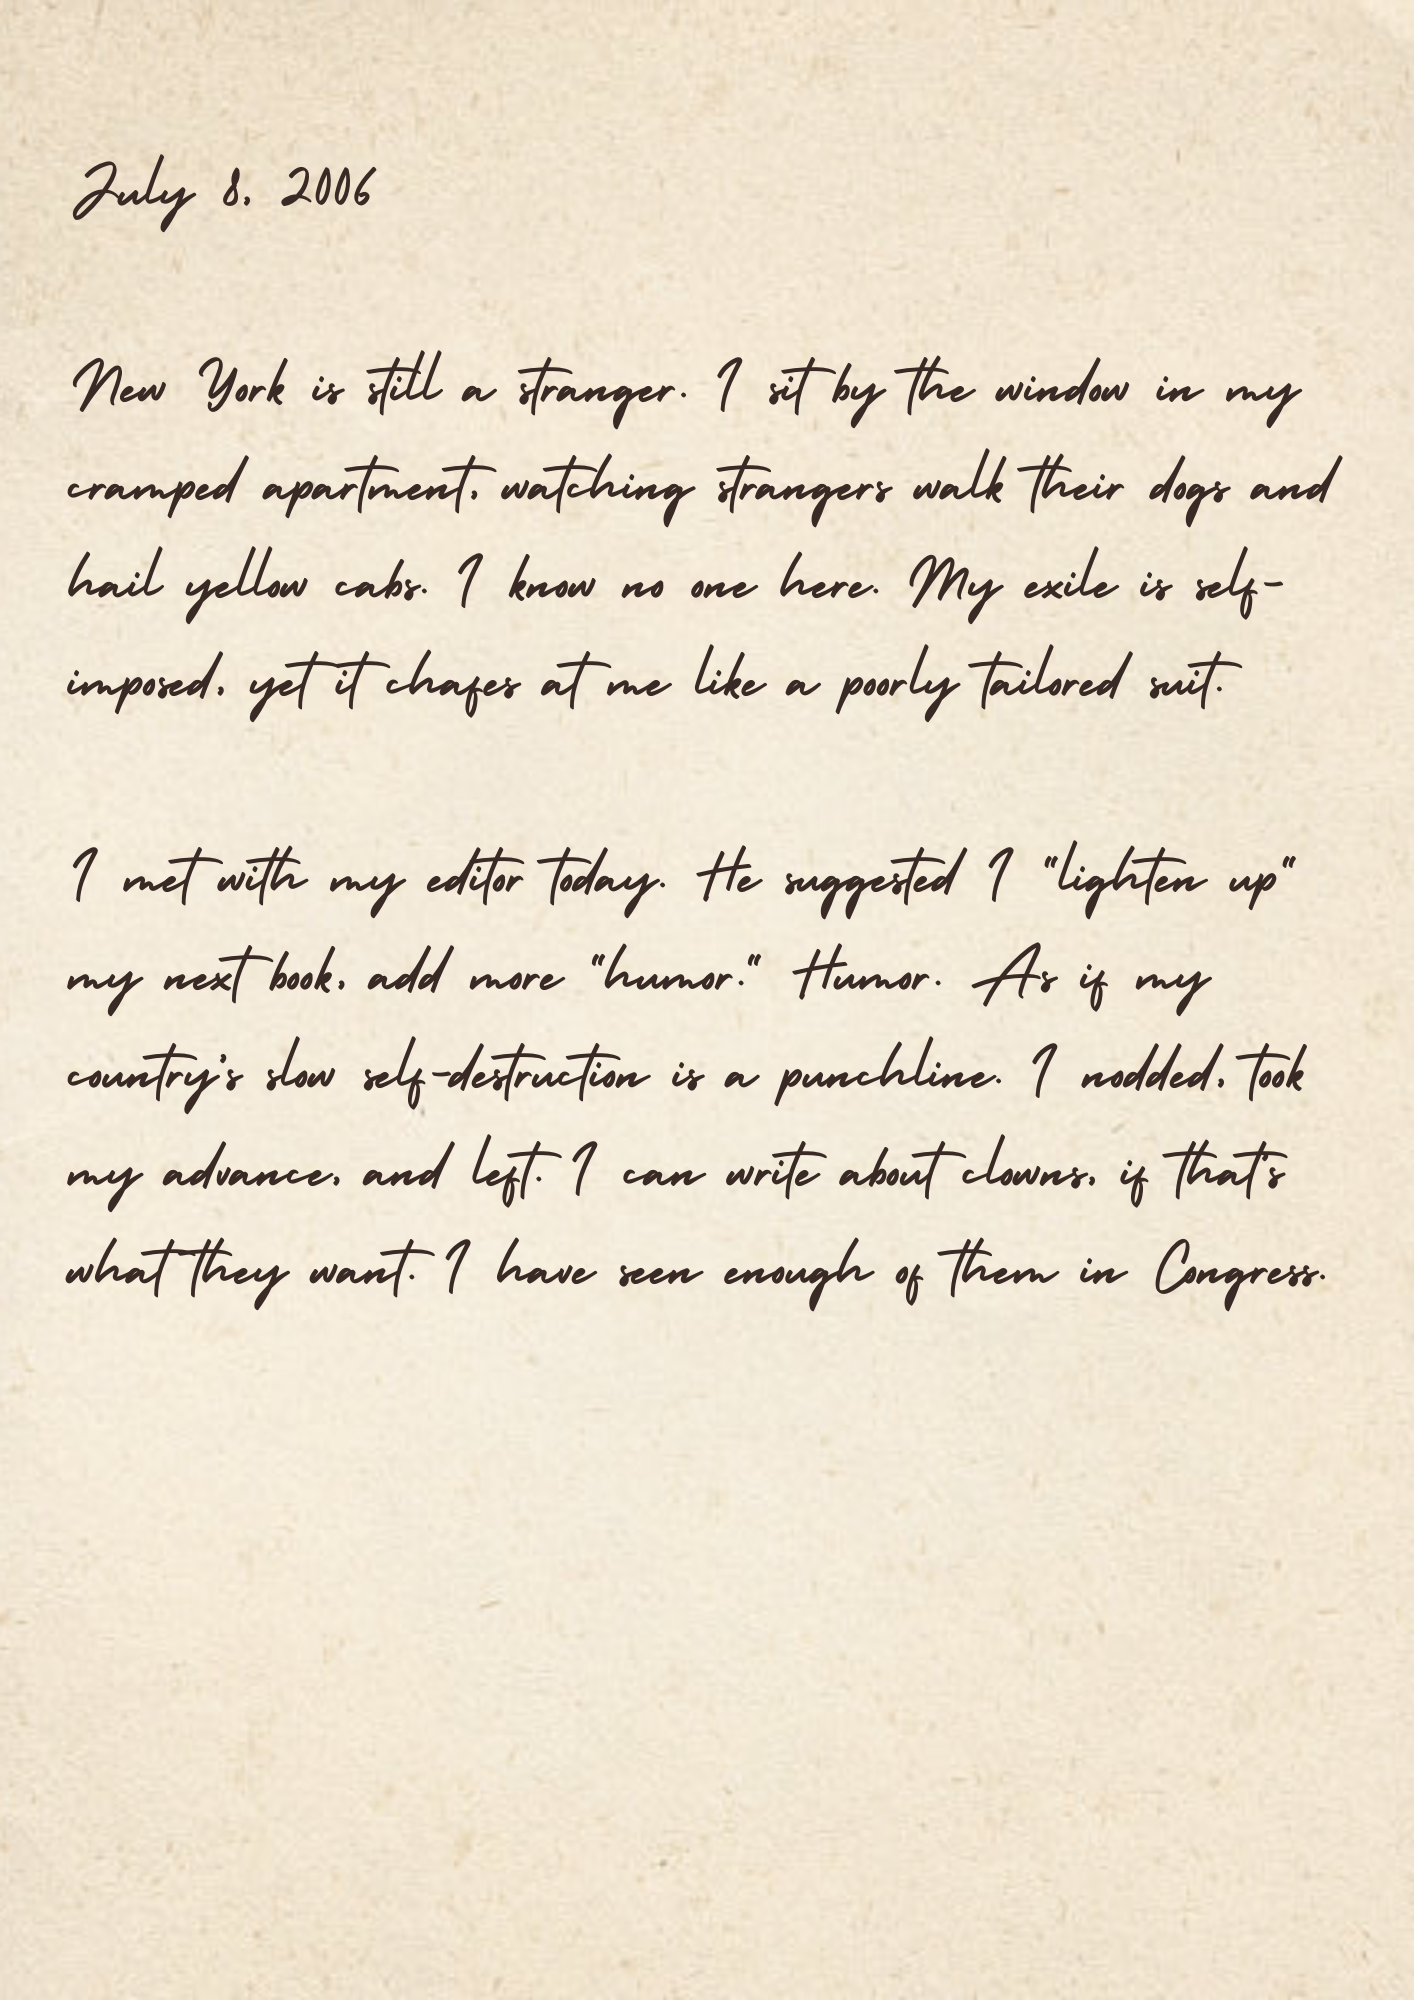 July 8, 2006
New York is still a stranger. I sit by the window in my
cramped apartment, watching strangers walk their dogs and
hail yellow cabs. I know no one here. My exile is self-
imposed, yet it chafes at me like a poorly tailored suit.
I met with my editor today. He suggested I "lighten up"
my next book, add more "humor." Humor. As if my
country's slow self-destruction is a punchline. I nodded, took
my advance, and left. I can write about clowns, if that's
what they want. I have seen enough of them in Congress.